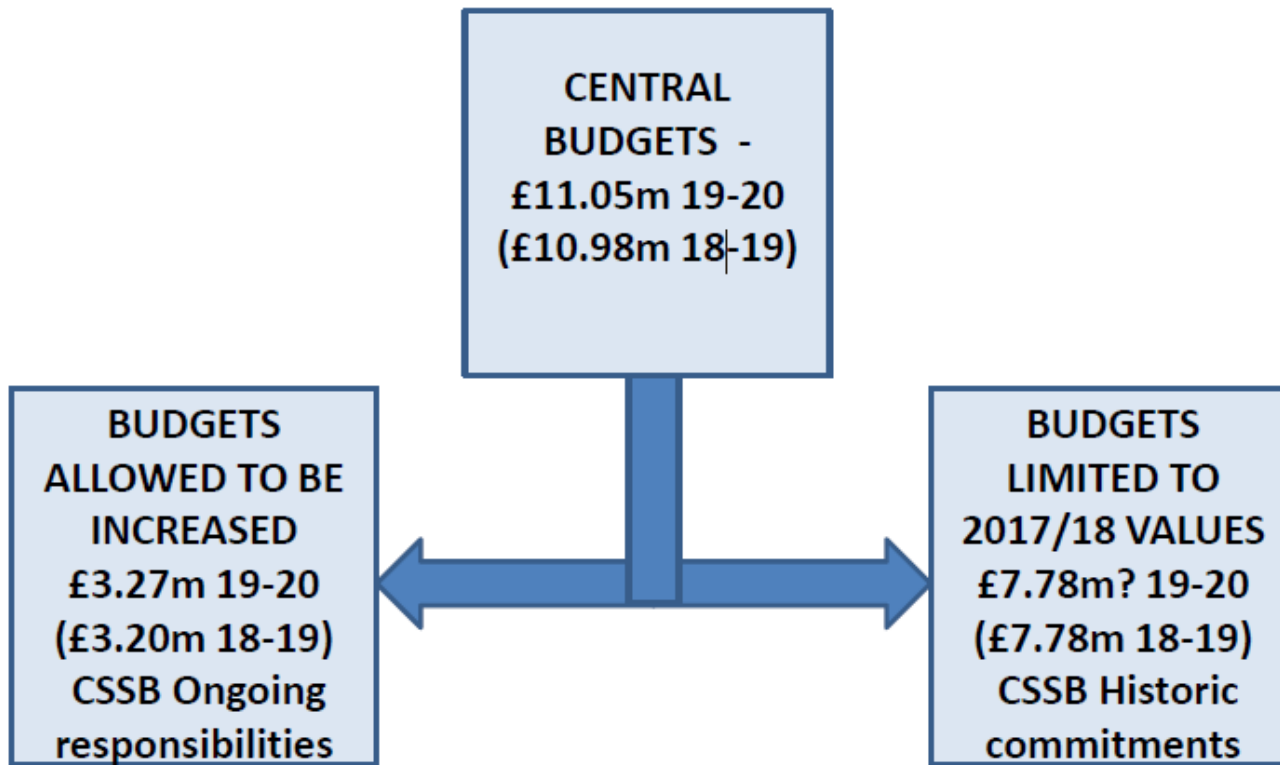 CENTRAL
BUDGETS -
£11.05m 19-20
(£10.98m 18-19)
BUDGETS
ALLOWED TO BE
INCREASED
£3.27m 19-20
(£3.20m 18-19)
CSSB Ongoing
responsibilities
BUDGETS
LIMITED TO
2017/18 VALUES
£7.78m? 19-20
(£7.78m 18-19)
CSSB Historic
commitments